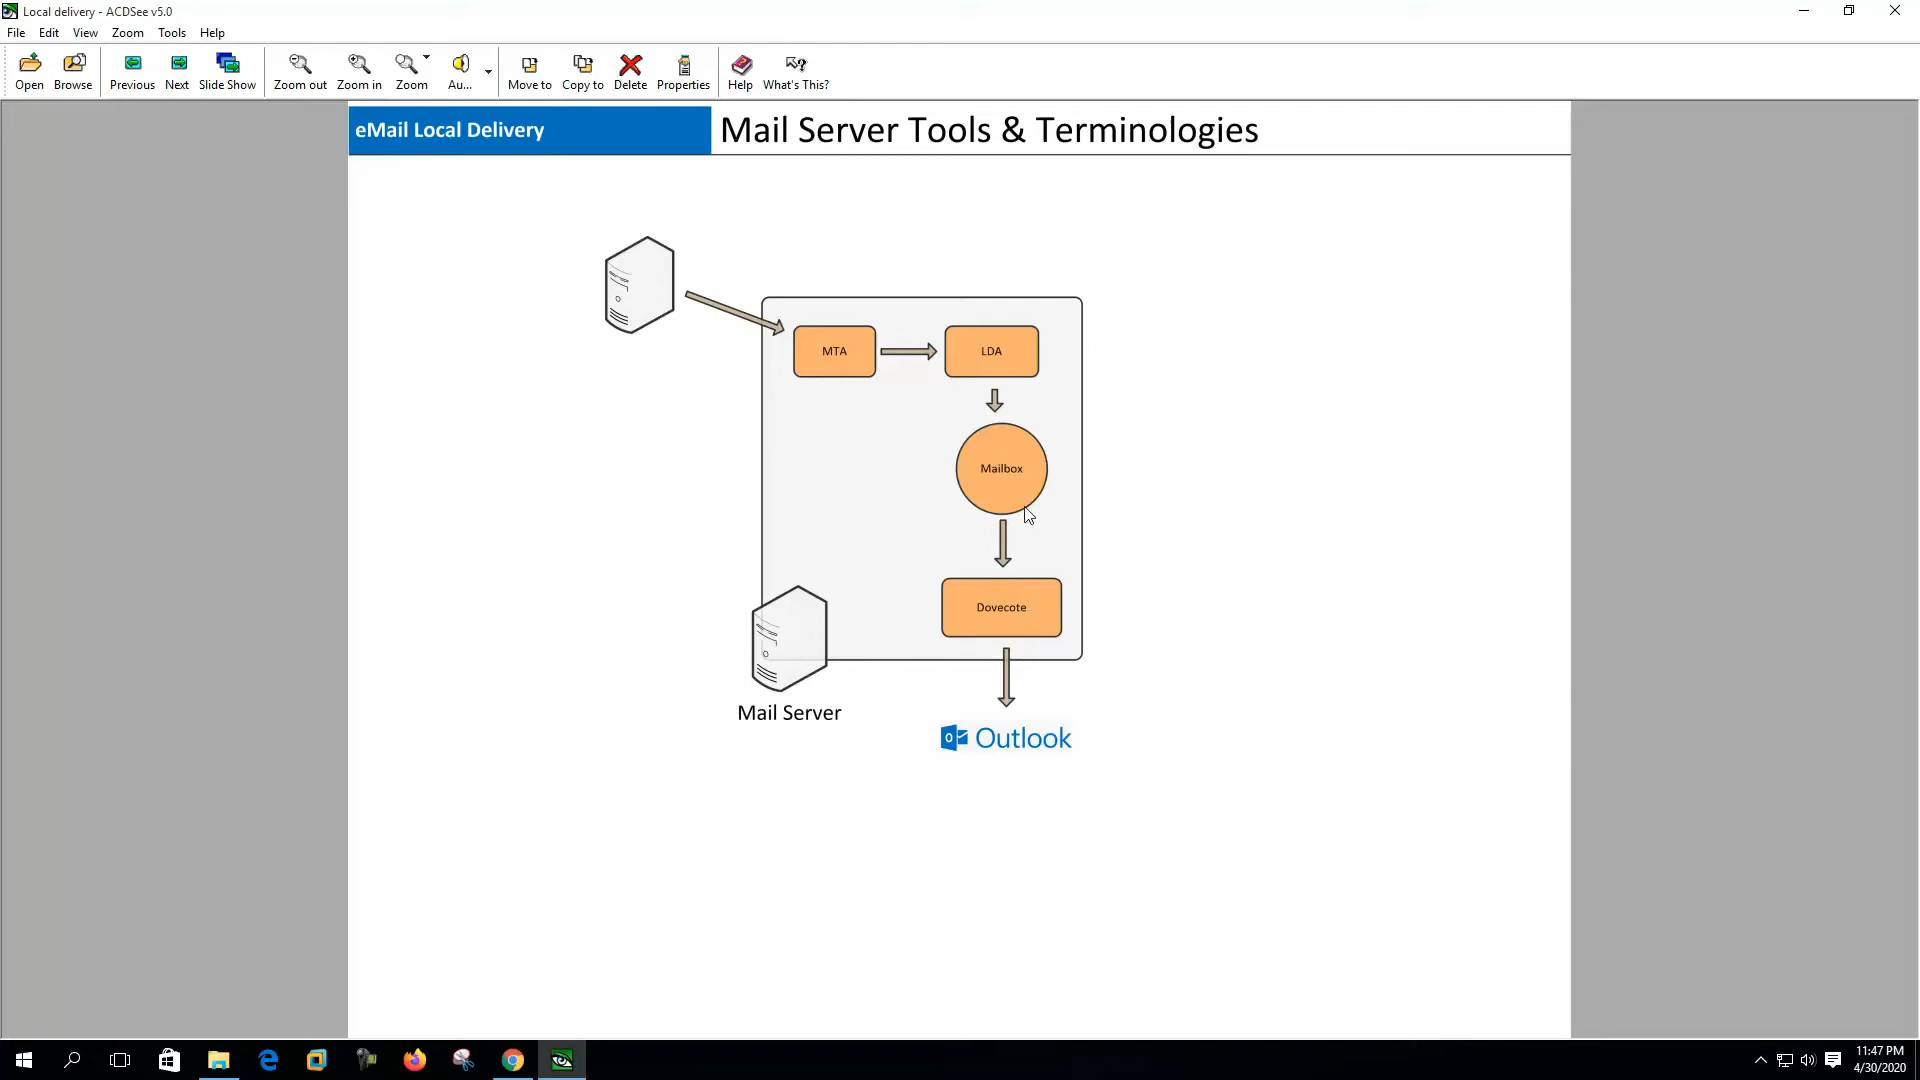 Local delivery - ACDSee v5.0
File Edit View Zoom Tools Help
Open Browse Previous Next Slide Show Zoom out Zoom in Zoom Au... Move to Copy to Delete Properties Help What's This?
eMail Local Delivery
Mail Server Tools & Terminologies
MTA
LDA
Mailbox
Dovecote
Mail Server
Outlook
11:47 PM
4/30/2020